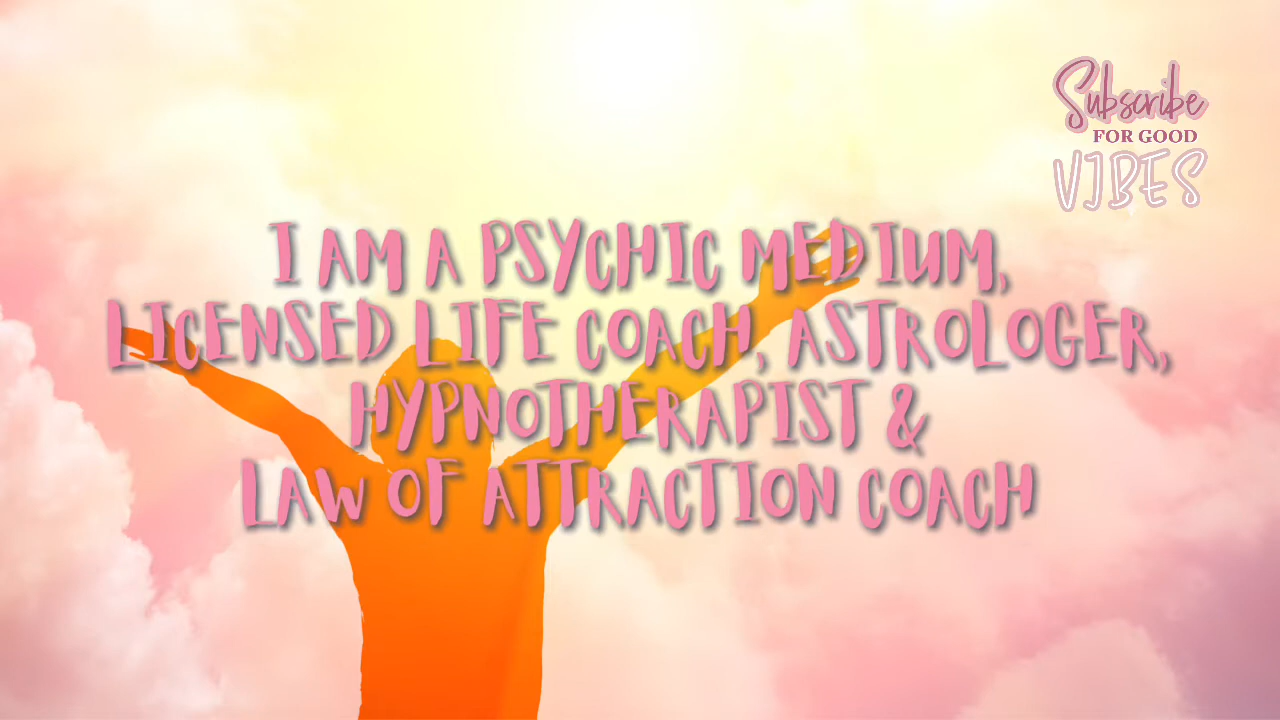 Subscribe
FOR GOOD
VIBES
I AM A PSYCHIC MEDIUM,
LICENSED LIFE COACH, ASTROLOGER,
HYPNOTHERAPIST &
LAW OF ATTRACTION COACH